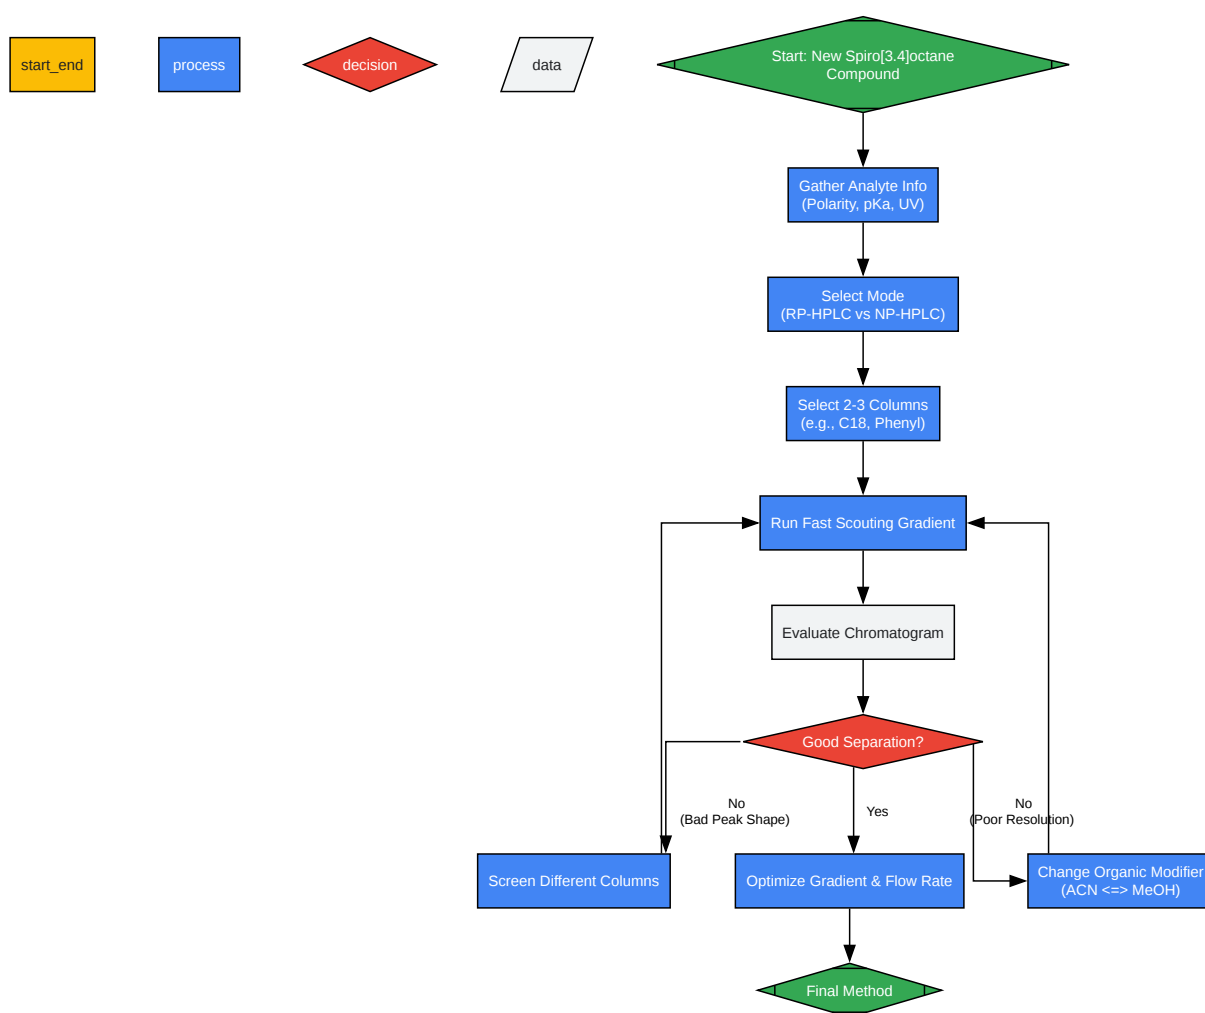 start_end
process
decision
data
Start: New Spiro[3.4]octane
Compound
Gather Analyte Info
(Polarity, pKa, UV)
Select Mode
(RP-HPLC vs NP-HPLC)
Select 2-3 Columns
(e.g., C18, Phenyl)
Run Fast Scouting Gradient
Evaluate Chromatogram
Good Separation?
No
(Bad Peak Shape)
Yes
No
(Poor Resolution)
Screen Different Columns
Optimize Gradient & Flow Rate
Change Organic Modifier
(ACN <=> MeOH)
Final Method